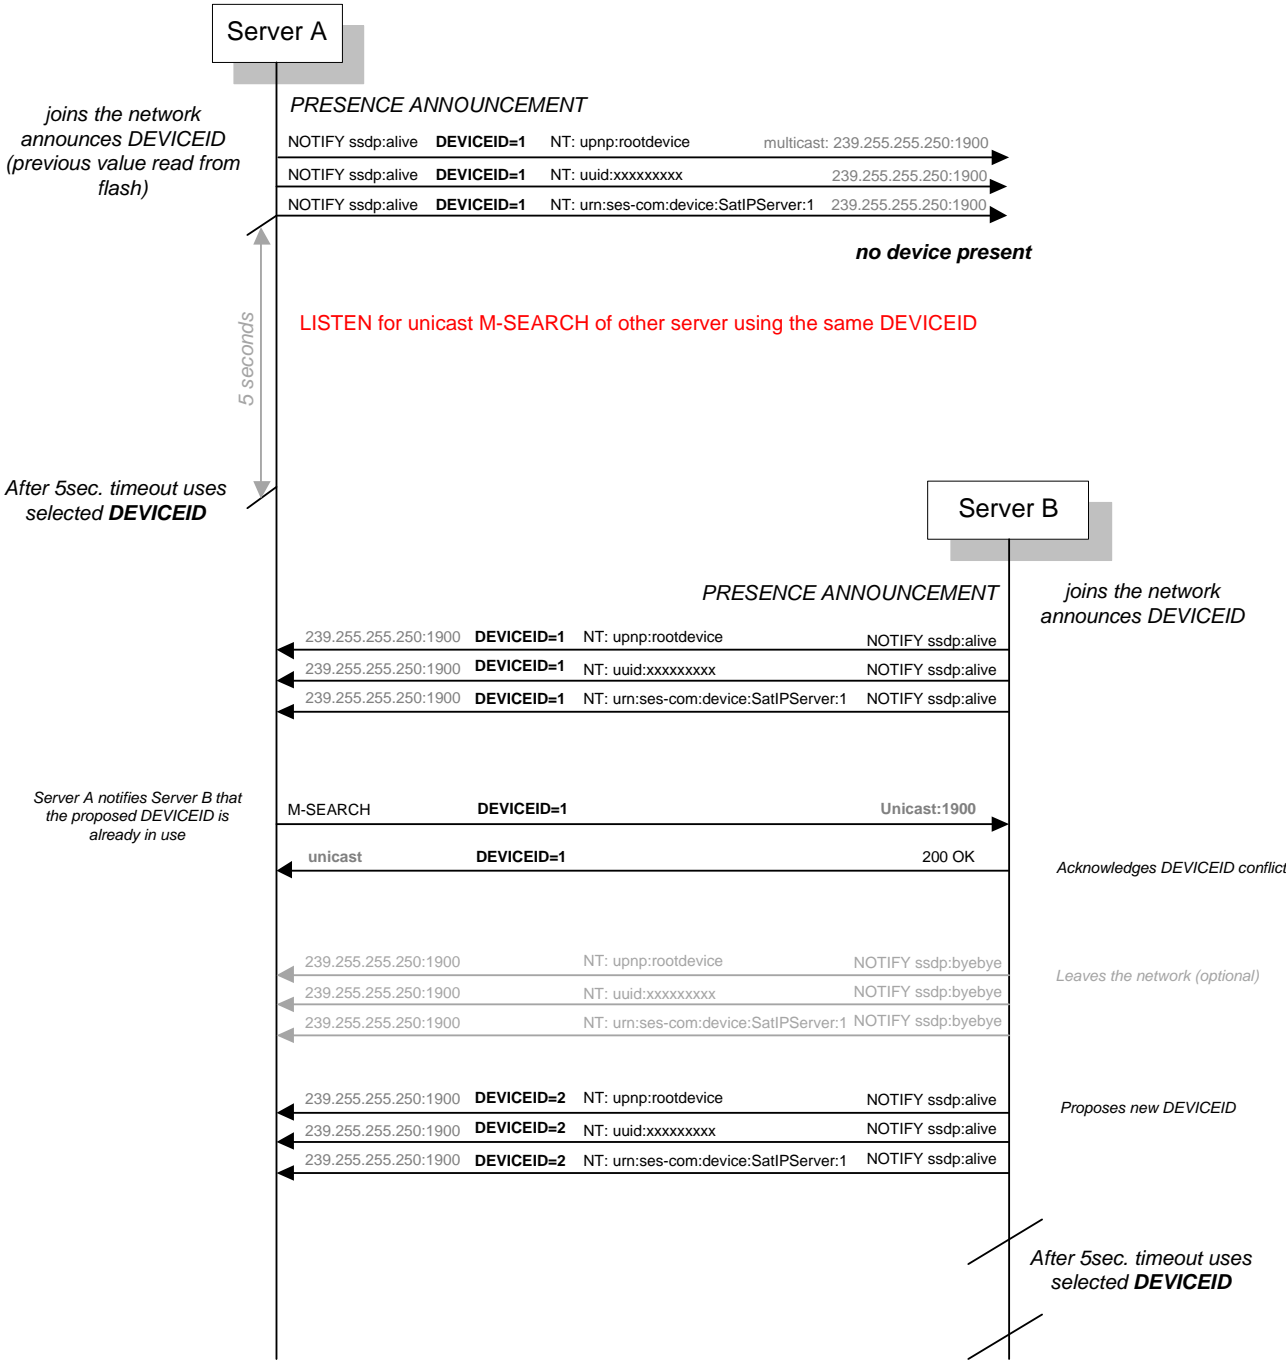 Server A
joins the network
announces DEVICEID
(previous value read from
flash)
PRESENCE ANNOUNCEMENT
NOTIFY ssdp:alive DEVICEID=1 NT: upnp:rootdevice multicast: 239.255.255.250:1900
NOTIFY ssdp:alive DEVICEID=1 NT: uuid:xxxxxxxxx 239.255.255.250:1900
NOTIFY ssdp:alive DEVICEID=1 NT: urn:ses-com:device:SatIPServer:1 239.255.255.250:1900
no device present
5 seconds
LISTEN for unicast M-SEARCH of other server using the same DEVICEID
After 5sec. timeout uses
selected DEVICEID
Server B
PRESENCE ANNOUNCEMENT
joins the network
announces DEVICEID
239.255.255.250:1900 DEVICEID=1 NT: upnp:rootdevice NOTIFY ssdp:alive
239.255.255.250:1900 DEVICEID=1 NT: uuid:xxxxxxxxx NOTIFY ssdp:alive
239.255.255.250:1900 DEVICEID=1 NT: urn:ses-com:device:SatIPServer:1 NOTIFY ssdp:alive
Server A notifies Server B that
the proposed DEVICEID is
already in use
M-SEARCH DEVICEID=1 Unicast:1900
unicast DEVICEID=1 200 OK
Acknowledges DEVICEID conflict
239.255.255.250:1900 NT: upnp:rootdevice NOTIFY ssdp:byebye
239.255.255.250:1900 NT: uuid:xxxxxxxxx NOTIFY ssdp:byebye
239.255.255.250:1900 NT: urn:ses-com:device:SatIPServer:1 NOTIFY ssdp:byebye
Leaves the network (optional)
239.255.255.250:1900 DEVICEID=2 NT: upnp:rootdevice NOTIFY ssdp:alive
239.255.255.250:1900 DEVICEID=2 NT: uuid:xxxxxxxxx NOTIFY ssdp:alive
239.255.255.250:1900 DEVICEID=2 NT: urn:ses-com:device:SatIPServer:1 NOTIFY ssdp:alive
Proposes new DEVICEID
After 5sec. timeout uses
selected DEVICEID